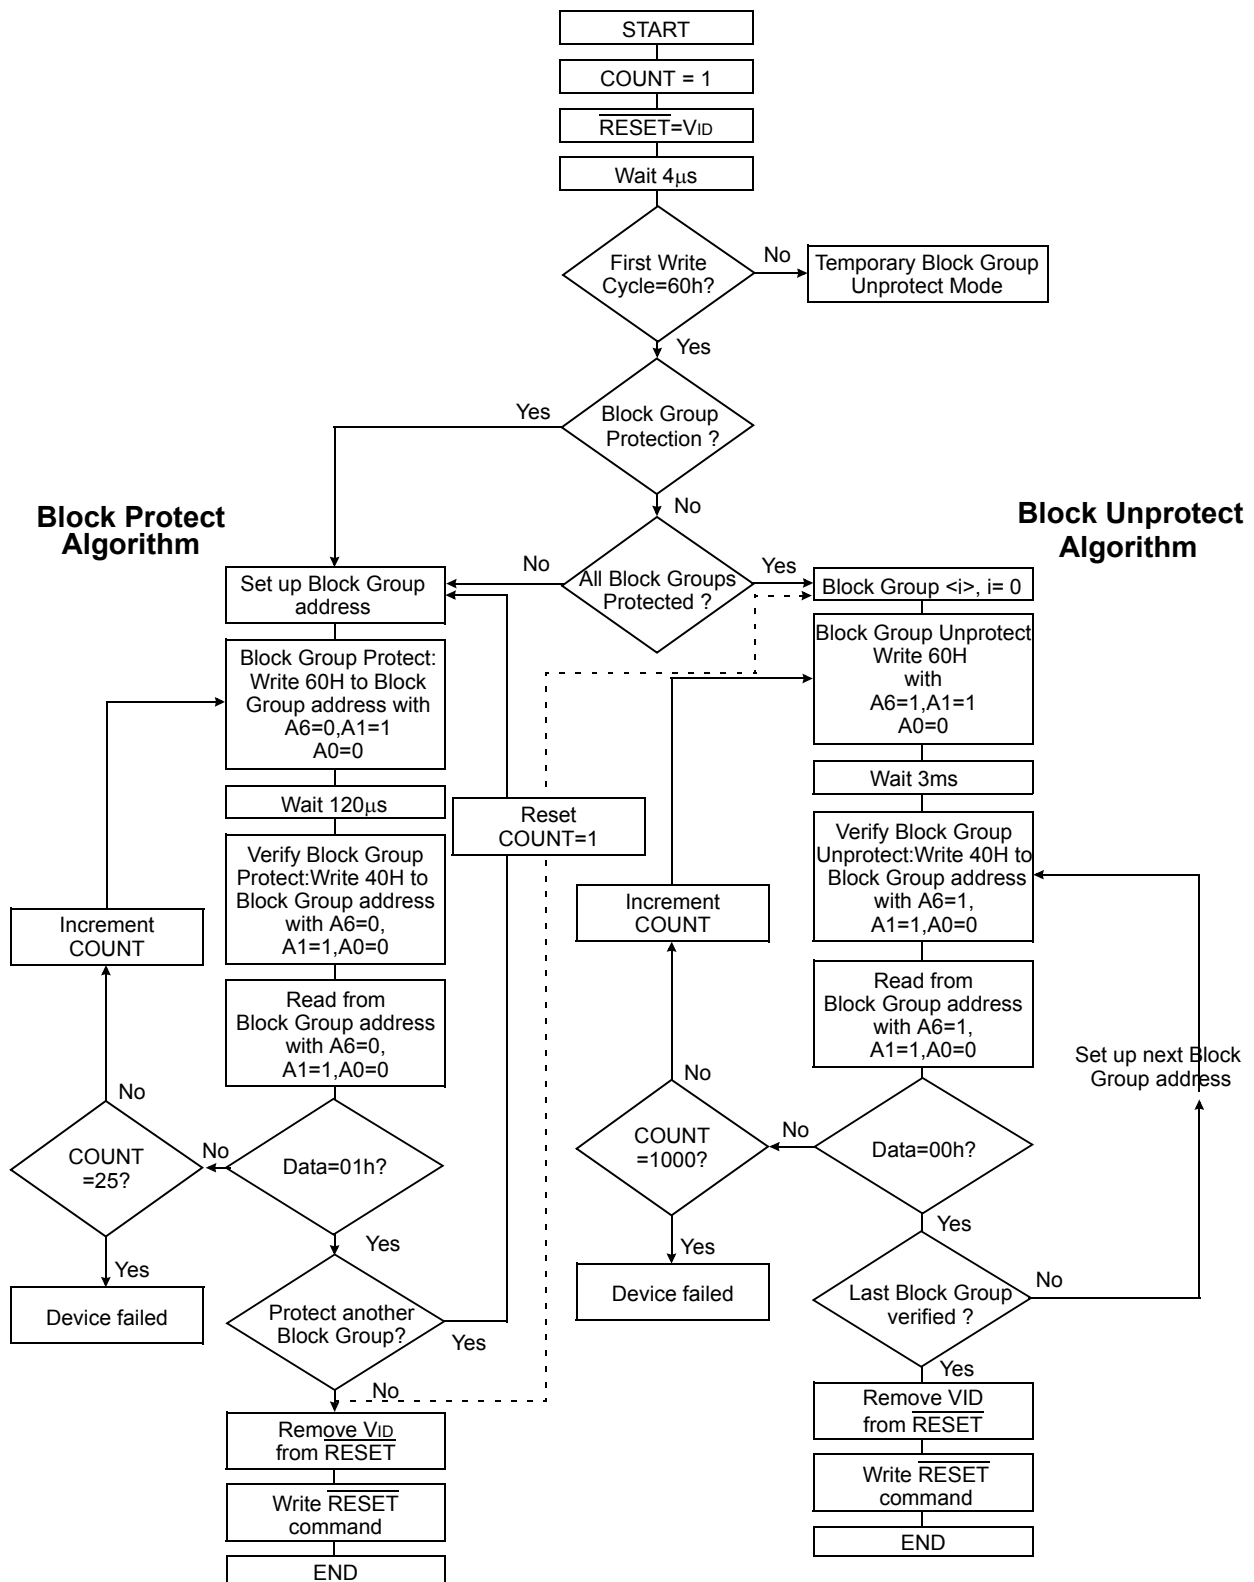 START
COUNT = 1
RESET=VID
Wait 4μs
First Write
Cycle=60h?
No
Temporary Block Group
Unprotect Mode
Yes
Block Group
Protection ?
Yes
No
Block Protect
Algorithm
Block Unprotect
Algorithm
All Block Groups
Protected ?
No
Yes
Set up Block Group
address
Block Group Protect:
Write 60H to Block
Group address with
A6=0,A1=1
A0=0
Wait 120μs
Reset
COUNT=1
Verify Block Group
Protect:Write 40H to
Block Group address
with A6=0,
A1=1,A0=0
Increment
COUNT
Read from
Block Group address
with A6=0,
A1=1,A0=0
No
COUNT
=25?
No
Data=01h?
Yes
Yes
Device failed
Protect another
Block Group?
Yes
No
Remove VID
from RESET
Write RESET
command
END
Block Group <i>, i= 0
Block Group Unprotect
Write 60H
with
A6=1,A1=1
A0=0
Wait 3ms
Verify Block Group
Unprotect:Write 40H to
Block Group address
with A6=1,
A1=1,A0=0
Increment
COUNT
Read from
Block Group address
with A6=1,
A1=1,A0=0
Set up next Block
Group address
No
COUNT
=1000?
No
Data=00h?
Yes
Yes
Device failed
Last Block Group
verified ?
No
Yes
Remove VID
from RESET
Write RESET
command
END